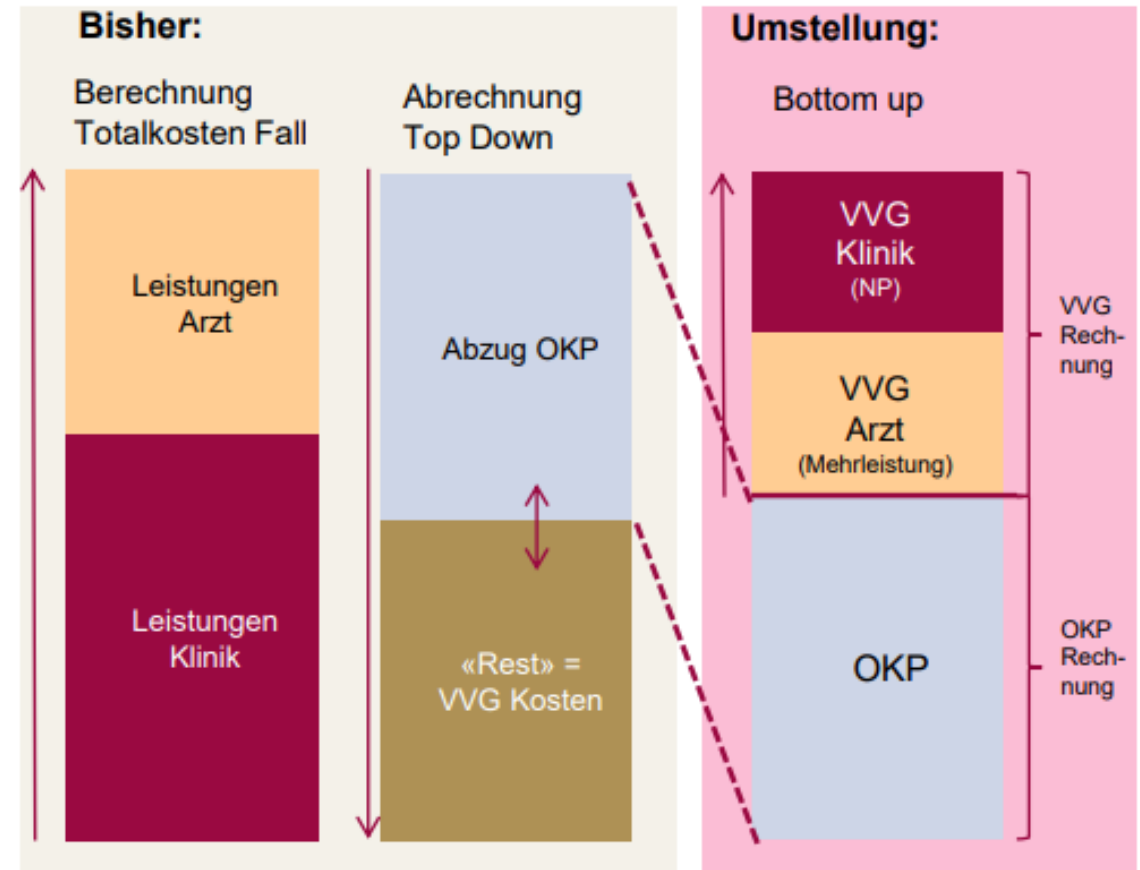 Bisher:
Berechnung
Totalkosten Fall
Leistungen
Arzt
Leistungen
Klinik
Abrechnung
Top Down
Abzug OKP
«Rest» =
VVG Kosten
Umstellung:
Bottom up
VVG
Klinik
(NP)
VVG
Arzt
(Mehrleistung)
OKP
VVG
Rech-
nung
OKP
Rech-
nung